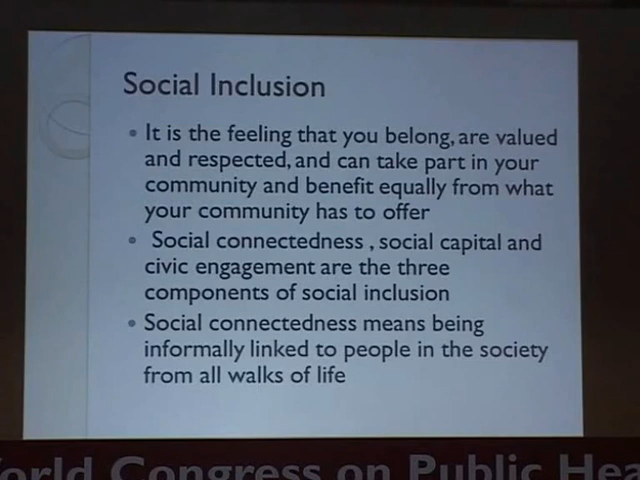 Social Inclusion
• It is the feeling that you belong, are valued
and respected, and can take part in your
community and benefit equally from what
your community has to offer
• Social connectedness , social capital and
civic engagement are the three
components of social inclusion
• Social connectedness means being
informally linked to people in the society
from all walks of life
World Congress on Public Hea